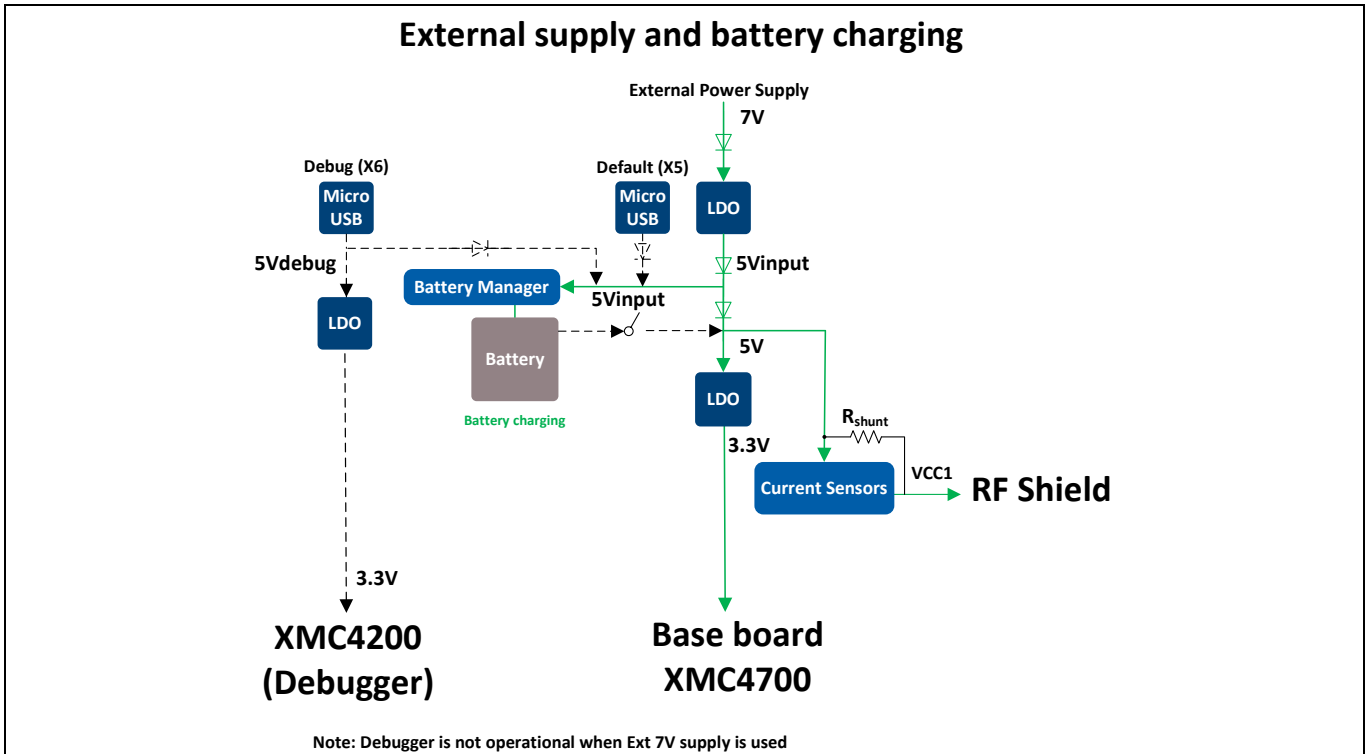 External supply and battery charging
External Power Supply
7V
Debug (X6)
Default (X5)
Micro
USB
Micro
USB
LDO
5Vdebug
5Vinput
Battery Manager
5Vinput
LDO
5V
Battery
LDO
Battery charging
Rshunt
3.3V
VCC1
Current Sensors
RF Shield
3.3V
XMC4200
(Debugger)
Base board
XMC4700
Note: Debugger is not operational when Ext 7V supply is used